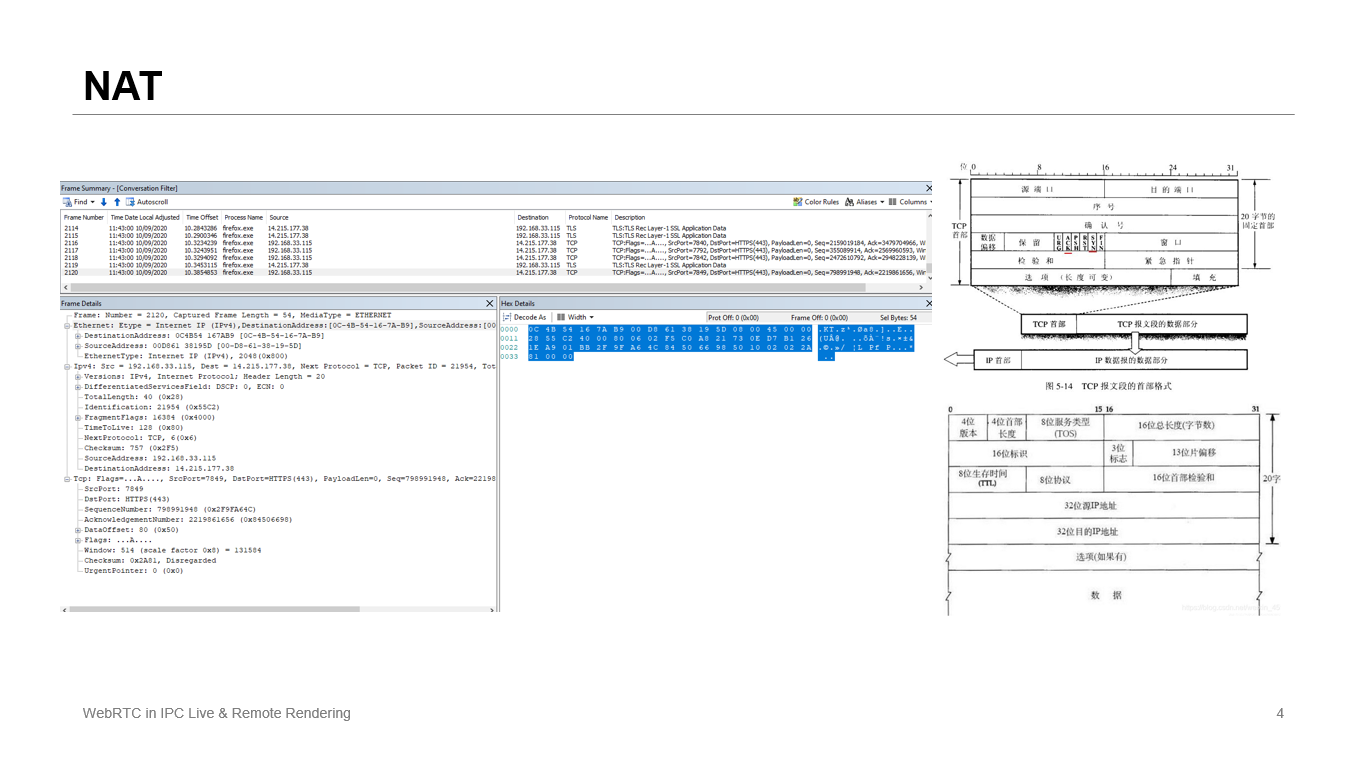 NAT
Frame Summary - [Conversation Filter]
Find
Autoscroll
Color Rules
Aliases
Columns
Frame Number Time Date Local Adjusted Time Offset Process Name Source Destination Protocol Name Description
2114 11:43:00 10/09/2020 10.2843286 firefox.exe 14.215.177.38 192.168.33.115 TLS TLS:TLS Rec Layer-1 SSL Application Data
2115 11:43:00 10/09/2020 10.2900346 firefox.exe 14.215.177.38 192.168.33.115 TLS TLS:TLS Rec Layer-1 SSL Application Data
2116 11:43:00 10/09/2020 10.3234239 firefox.exe 192.168.33.115 14.215.177.38 TCP TCP:Flags=...A...., SrcPort=7840, DstPort=HTTPS(443), PayloadLen=0, Seq=2159019184, Ack=3479704966, W
2117 11:43:00 10/09/2020 10.3243951 firefox.exe 192.168.33.115 14.215.177.38 TCP TCP:Flags=...A...., SrcPort=7792, DstPort=HTTPS(443), PayloadLen=0, Seq=355089914, Ack=2569960593, Wir
2118 11:43:00 10/09/2020 10.3294092 firefox.exe 192.168.33.115 14.215.177.38 TCP TCP:Flags=...A...., SrcPort=7842, DstPort=HTTPS(443), PayloadLen=0, Seq=2472610792, Ack=2948228139, W
2119 11:43:00 10/09/2020 10.3453115 firefox.exe 14.215.177.38 192.168.33.115 TLS TLS:TLS Rec Layer-1 SSL Application Data
2120 11:43:00 10/09/2020 10.3854853 firefox.exe 192.168.33.115 14.215.177.38 TCP TCP:Flags=...A...., SrcPort=7849, DstPort=HTTPS(443), PayloadLen=0, Seq=798991948, Ack=2219861656, Wir
Frame Details
Frame: Number = 2120, Captured Frame Length = 54, MediaType = ETHERNET
Ethernet: Etype = Internet IP (IPv4),DestinationAddress:[0C-4B-54-16-7A-B9],SourceAddress:[00
DestinationAddress: 0C4B54 167AB9 [0C-4B-54-16-7A-B9]
SourceAddress: 00D861 38195D [00-D8-61-38-19-5D]
EthernetType: Internet IP (IPv4), 2048(0x800)
Ipv4: Src = 192.168.33.115, Dest = 14.215.177.38, Next Protocol = TCP, Packet ID = 21954, Tot
Versions: IPv4, Internet Protocol; Header Length = 20
DifferentiatedServicesField: DSCP: 0, ECN: 0
TotalLength: 40 (0x28)
Identification: 21954 (0x55C2)
FragmentFlags: 16384 (0x4000)
TimeToLive: 128 (0x80)
NextProtocol: TCP, 6(0x6)
Checksum: 757 (0x2F5)
SourceAddress: 192.168.33.115
DestinationAddress: 14.215.177.38
Tcp: Flags=...A...., SrcPort=7849, DstPort=HTTPS(443), PayloadLen=0, Seq=798991948, Ack=22198
SrcPort: 7849
DstPort: HTTPS(443)
SequenceNumber: 798991948 (0x2F9FA64C)
AcknowledgementNumber: 2219861656 (0x84506698)
DataOffset: 80 (0x50)
Flags: ...A....
Window: 514 (scale factor 0x8) = 131584
Checksum: 0x2A81, Disregarded
UrgentPointer: 0 (0x0)
Hex Details
Decode As
Width
Prot Off: 0 (0x00)
Frame Off: 0 (0x00)
Sel Bytes: 54
0000 0C 4B 54 16 7A B9 00 D8 61 38 19 5D 08 00 45 00 00
0011 28 55 C2 40 00 80 06 02 F5 C0 A8 21 73 0E D7 B1 26
0022 1E A9 01 BB 2F 9F A6 4C 84 50 66 98 50 10 02 02 2A
0033 81 00 00
位 0 8 16 24 31
源 端 口 目 的 端 口
序 号
确 认 号
数据偏移 保 留 URG ACK PSH RST SYN FIN 窗 口
检 验 和 紧 急 指 针
选 项 (长 度 可 变) 填 充
TCP首部
20 字节的固定首部
TCP 首部 TCP 报文段的数据部分
IP 首部 IP 数据报的数据部分
图 5-14 TCP 报文段的首部格式
0 15 16 31
4位版本 4位首部长度 8位服务类型(TOS) 16位总长度(字节数)
16位标识 3位标志 13位片偏移
8位生存时间(TTL) 8位协议 16位首部检验和
32位源IP地址
32位目的IP地址
选项(如果有)
数 据
20字
WebRTC in IPC Live & Remote Rendering
4